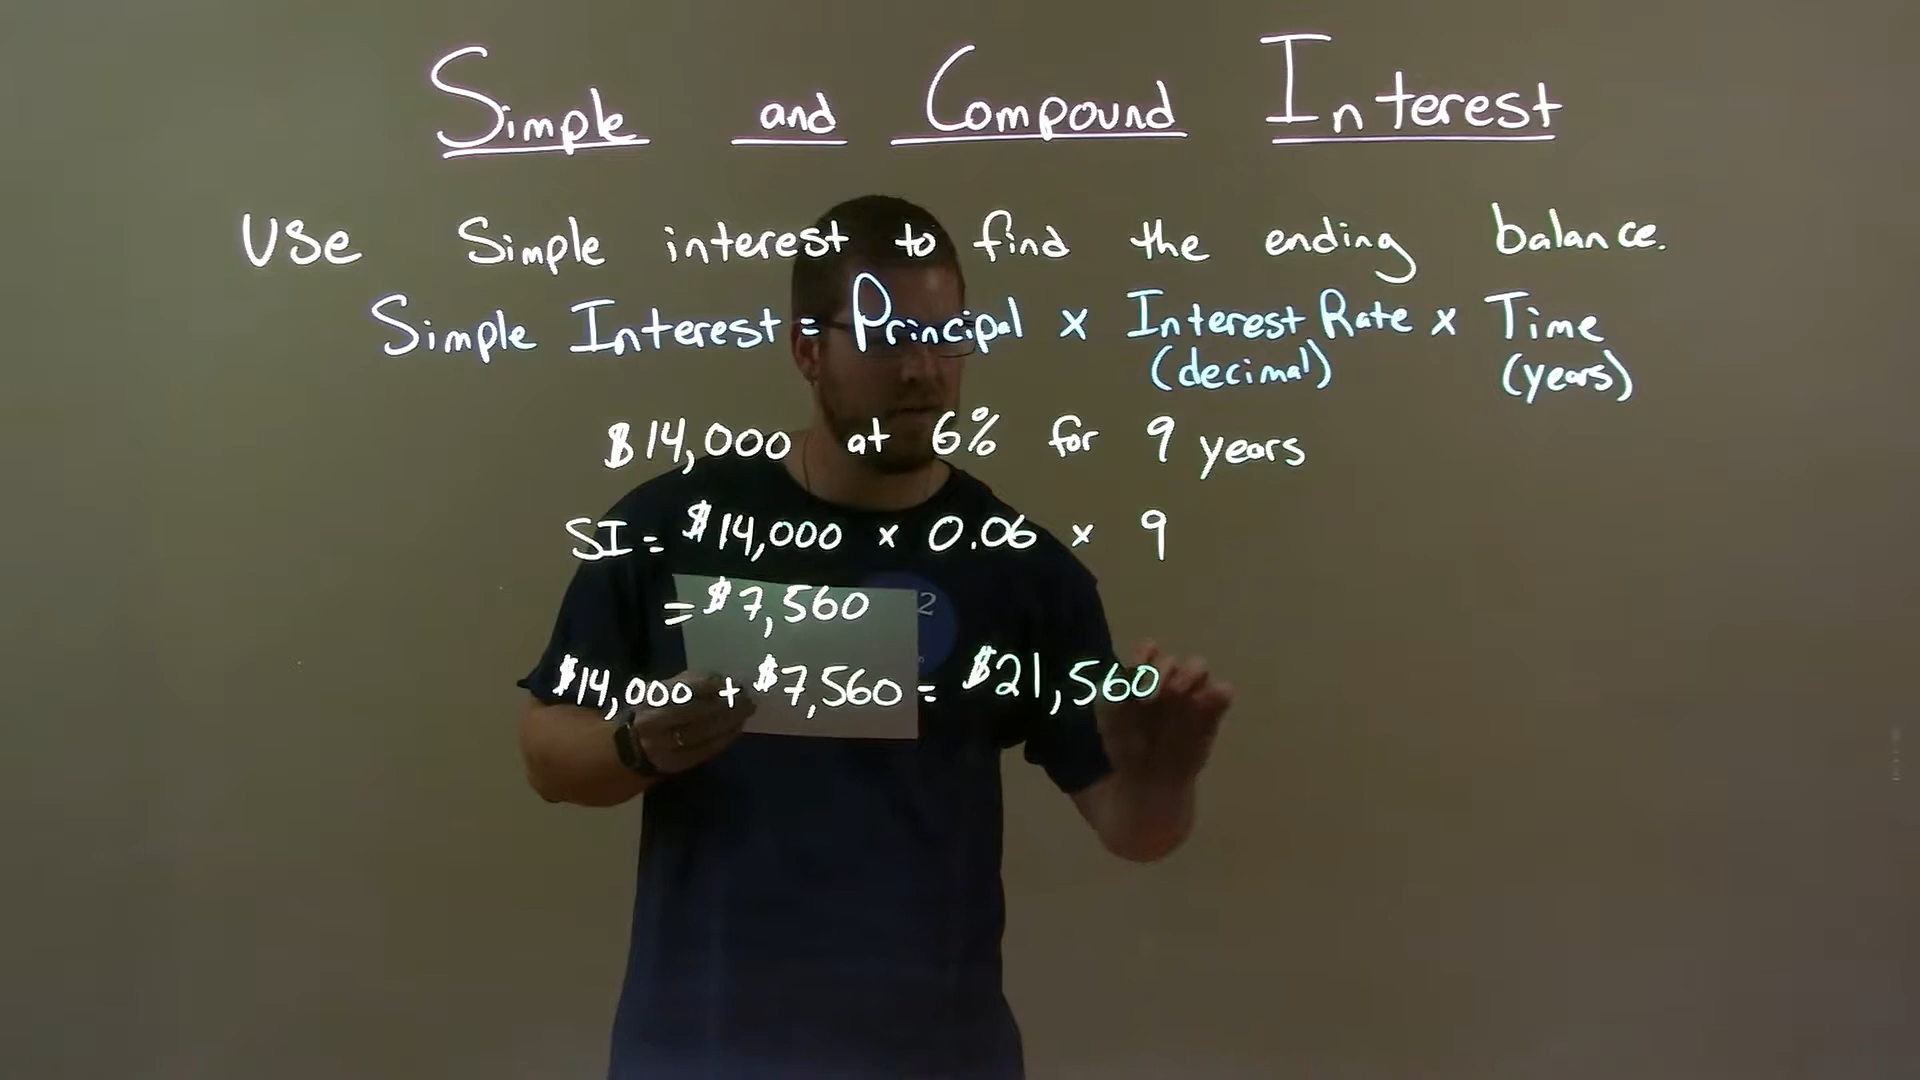 Simple and Compound Interest
Use Simple interest to find the ending balance.
Simple Interest = Principal × Interest Rate × Time
(decimal) (years)
$14,000 at 6% for 9 years
SI = $14,000 × 0.06 × 9
= $7,560
2
$14,000 + $7,560 = $21,560